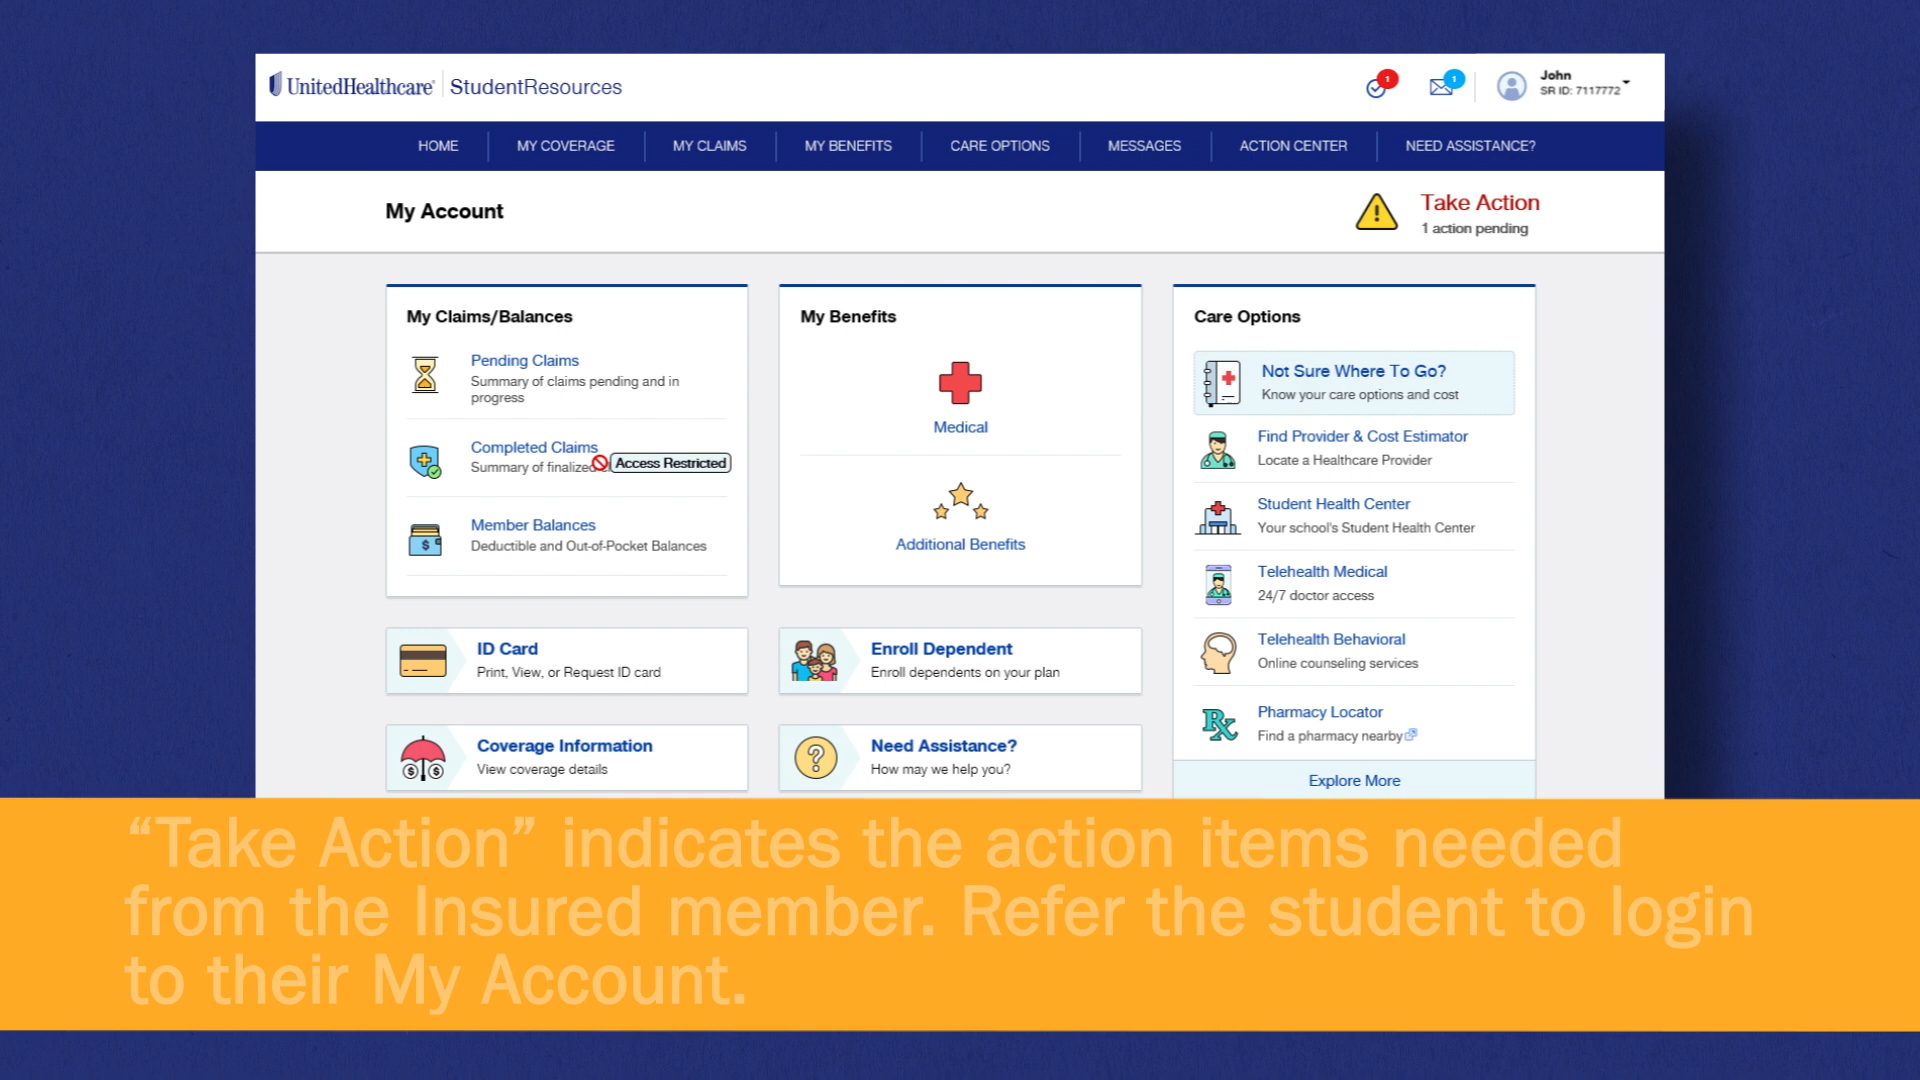 UnitedHealthcare StudentResources
1
1
John
SR ID: 7117772
HOME MY COVERAGE MY CLAIMS MY BENEFITS CARE OPTIONS MESSAGES ACTION CENTER NEED ASSISTANCE?
My Account
Take Action
1 action pending
My Claims/Balances
Pending Claims
Summary of claims pending and in
progress
Completed Claims
Summary of finalized
Access Restricted
Member Balances
Deductible and Out-of-Pocket Balances
My Benefits
Medical
Additional Benefits
Care Options
Not Sure Where To Go?
Know your care options and cost
Find Provider & Cost Estimator
Locate a Healthcare Provider
Student Health Center
Your school's Student Health Center
Telehealth Medical
24/7 doctor access
Telehealth Behavioral
Online counseling services
Pharmacy Locator
Find a pharmacy nearby
Explore More
ID Card
Print, View, or Request ID card
Enroll Dependent
Enroll dependents on your plan
Coverage Information
View coverage details
Need Assistance?
How may we help you?
“Take Action” indicates the action items needed
from the Insured member. Refer the student to login
to their My Account.